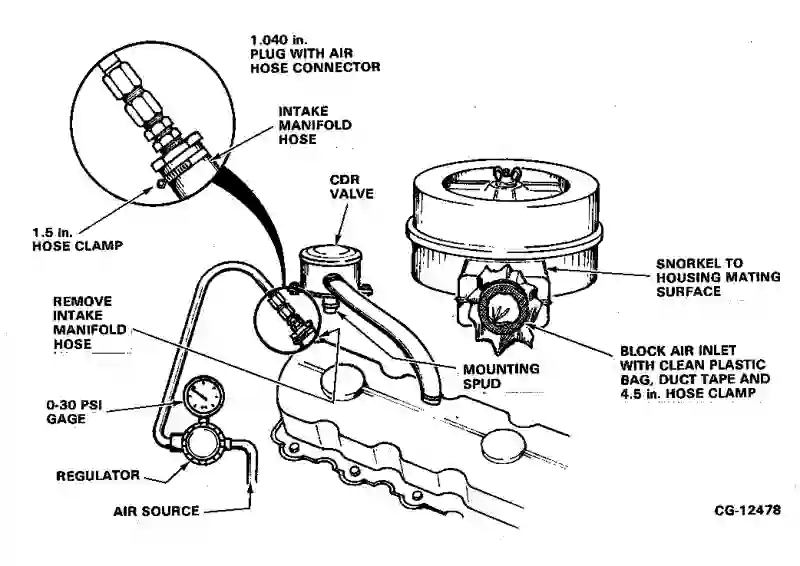 1.040 in.
PLUG WITH AIR
HOSE CONNECTOR
INTAKE
MANIFOLD
HOSE
CDR
VALVE
1.5 in.
HOSE CLAMP
SNORKEL TO
HOUSING MATING
SURFACE
REMOVE
INTAKE
MANIFOLD
HOSE
MOUNTING
SPUD
BLOCK AIR INLET
WITH CLEAN PLASTIC
BAG, DUCT TAPE AND
4.5 in. HOSE CLAMP
0-30 PSI
GAGE
REGULATOR
AIR SOURCE
CG-12478